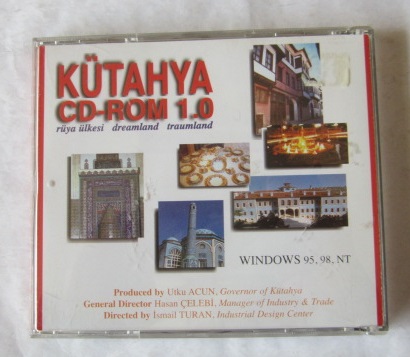 KÜTAHYA
CD-ROM 1.0
rüya ülkesi dreamland traumland
WINDOWS 95, 98, NT
Produced by Utku ACUN, Governor of Kütahya
General Director Hasan ÇELEBİ, Manager of Industry & Trade
Directed by İsmail TURAN, Industrial Design Center